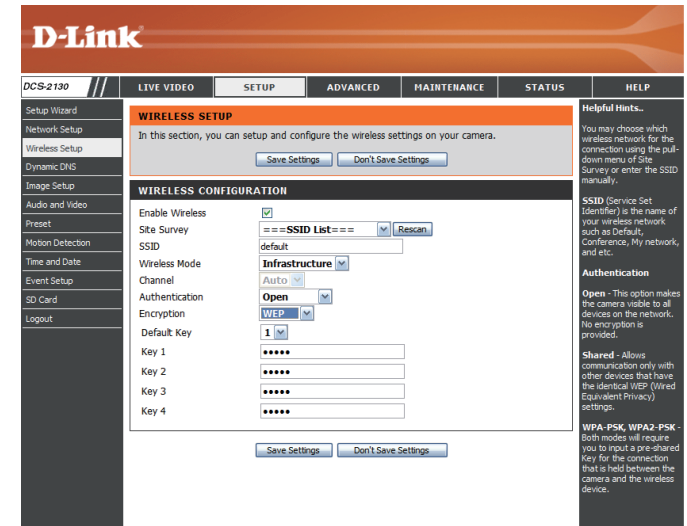 D-Link
DCS-2130
LIVE VIDEO
SETUP
ADVANCED
MAINTENANCE
STATUS
HELP
Setup Wizard
Network Setup
Wireless Setup
Dynamic DNS
Image Setup
Audio and Video
Preset
Motion Detection
Time and Date
Event Setup
SD Card
Logout
WIRELESS SETUP
In this section, you can setup and configure the wireless settings on your camera.
Save Settings Don't Save Settings
WIRELESS CONFIGURATION
Enable Wireless
Site Survey ===SSID List=== Rescan
SSID default
Wireless Mode Infrastructure
Channel Auto
Authentication Open
Encryption WEP
Default Key 1
Key 1 •••••
Key 2 •••••
Key 3 •••••
Key 4 •••••
Save Settings Don't Save Settings
Helpful Hints..
You may choose which
wireless network for the
connection using the pull-
down menu of Site
Survey or enter the SSID
manually.
SSID (Service Set
Identifier) is the name of
your wireless network
such as Default,
Conference, My network,
and etc.
Authentication
Open - This option makes
the camera visible to all
devices on the network.
No encryption is
provided.
Shared - Allows
communication only with
other devices that have
the identical WEP (Wired
Equivalent Privacy)
settings.
WPA-PSK, WPA2-PSK -
Both modes will require
you to input a pre-shared
Key for the connection
that is held between the
camera and the wireless
device.